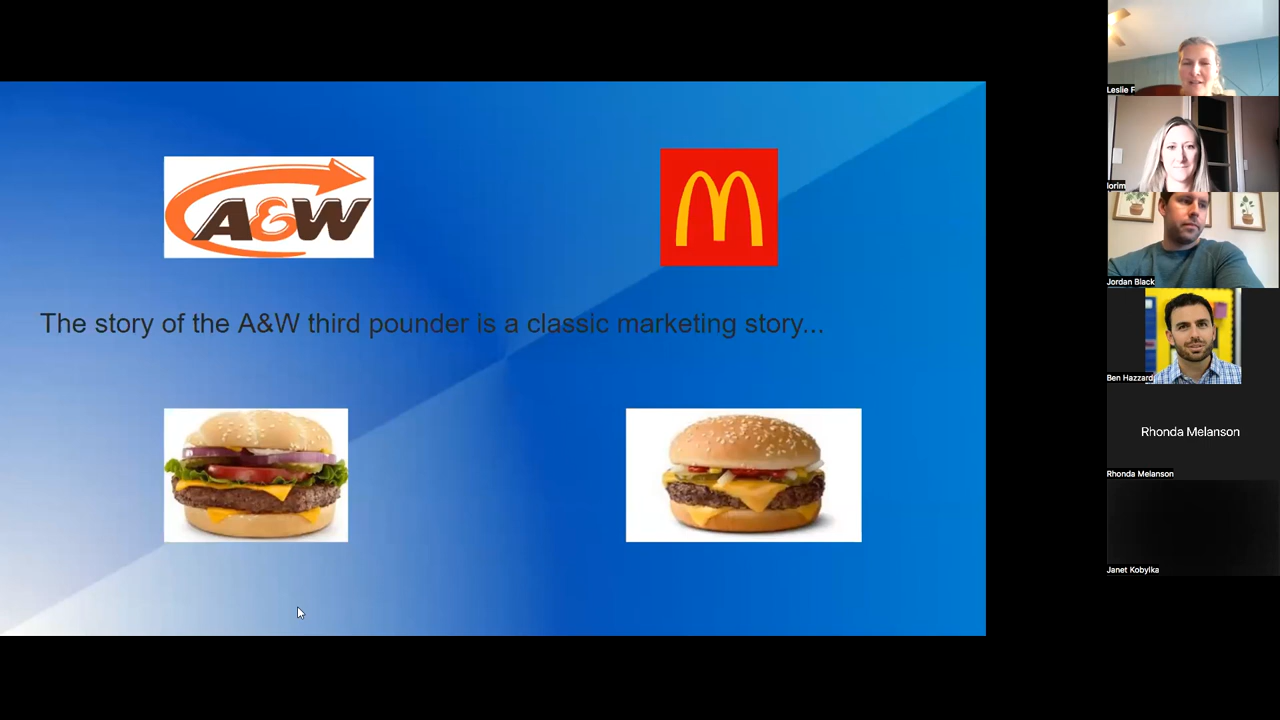 A&W
M
The story of the A&W third pounder is a classic marketing story...
Leslie F
lorim
Jordan Black
Ben Hazzard
Rhonda Melanson
Rhonda Melanson
Janet Kobylka